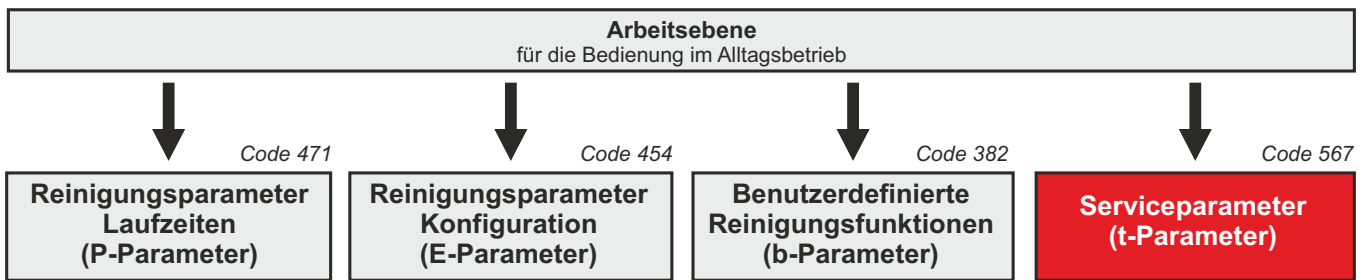 Arbeitsebene
für die Bedienung im Alltagsbetrieb
Code 471
Code 454
Code 382
Code 567
Reinigungsparameter
Laufzeiten
(P-Parameter)
Reinigungsparameter
Konfiguration
(E-Parameter)
Benutzerdefinierte
Reinigungsfunktionen
(b-Parameter)
Serviceparameter
(t-Parameter)